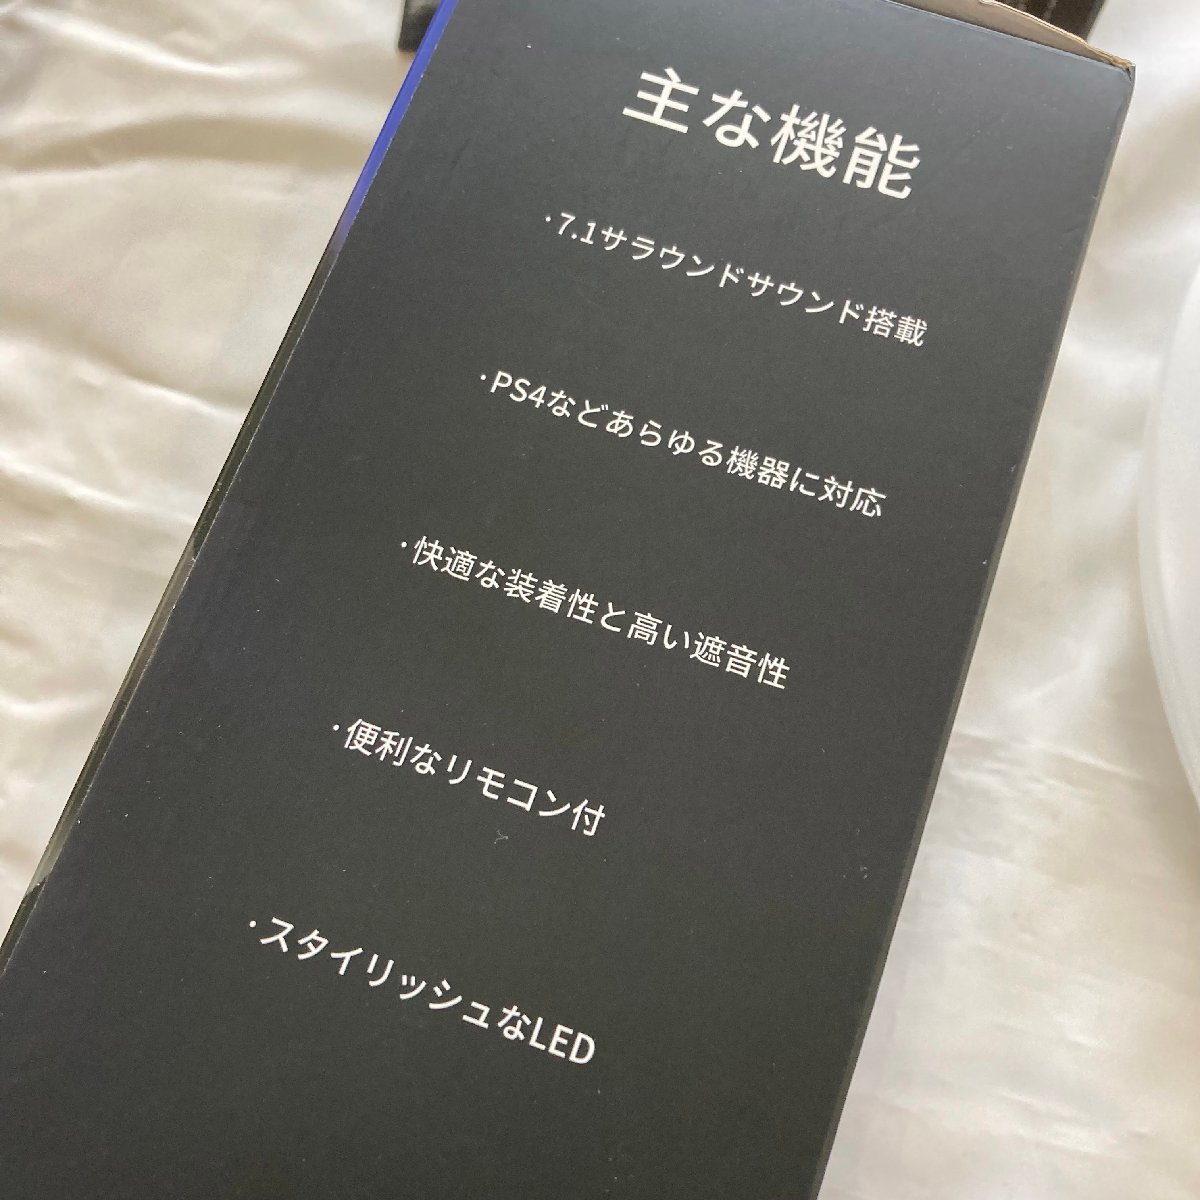 主な機能
·7.1サラウンドサウンド搭載
·PS4などあらゆる機器に対応
·快適な装着性と高い遮音性
·便利なリモコン付
·スタイリッシュなLED